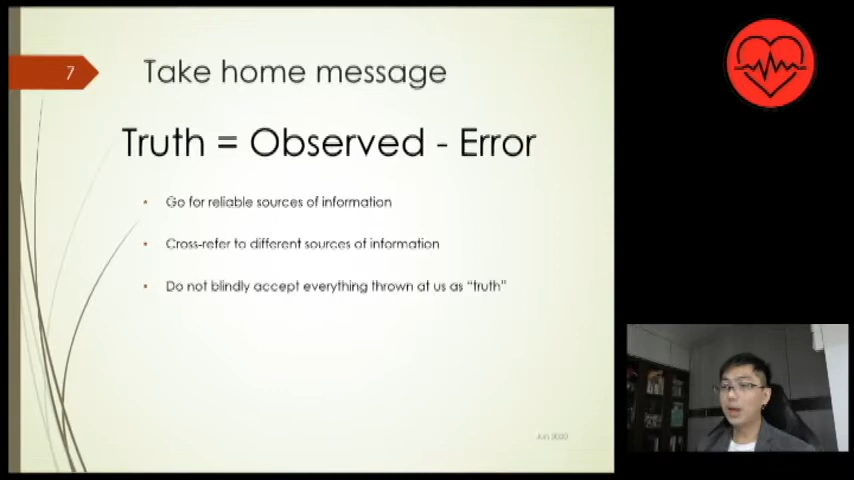 7
Take home message
Truth = Observed - Error
Go for reliable sources of information
Cross-refer to different sources of information
Do not blindly accept everything thrown at us as “truth”
2020